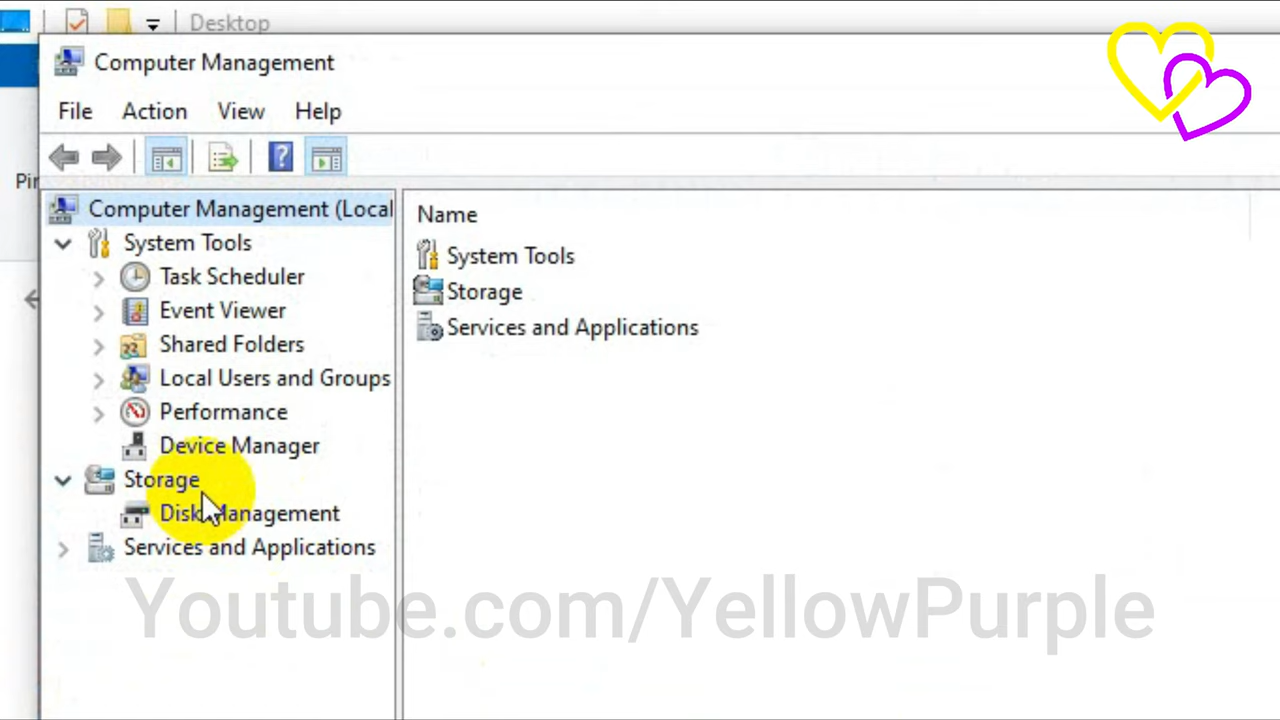 Desktop
Computer Management
File Action View Help
Computer Management (Local
System Tools
Task Scheduler
Event Viewer
Shared Folders
Local Users and Groups
Performance
Device Manager
Storage
Disk Management
Services and Applications
Name
System Tools
Storage
Services and Applications
Youtube.com/YellowPurple